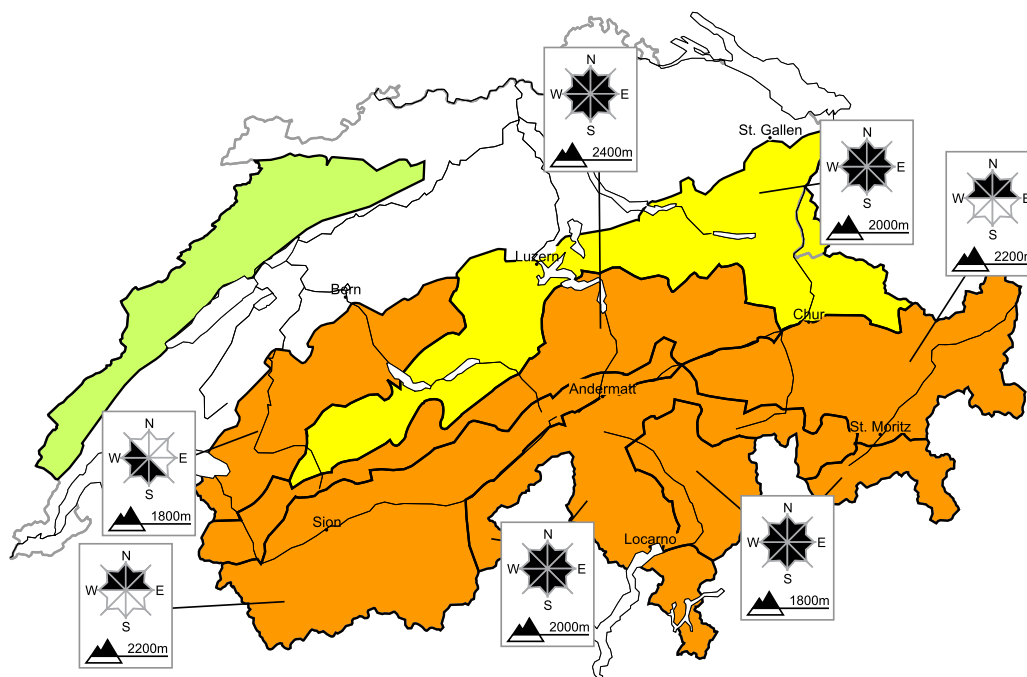 N
W E
S
2400m
St. Gallen
N
W E
S
2000m
N
W E
S
2200m
Luzern
Bern
Chur
Andermatt
St. Moritz
N
W E
S
1800m
Sion
Locarno
N
W E
S
2200m
N
W E
S
2000m
N
W E
S
1800m